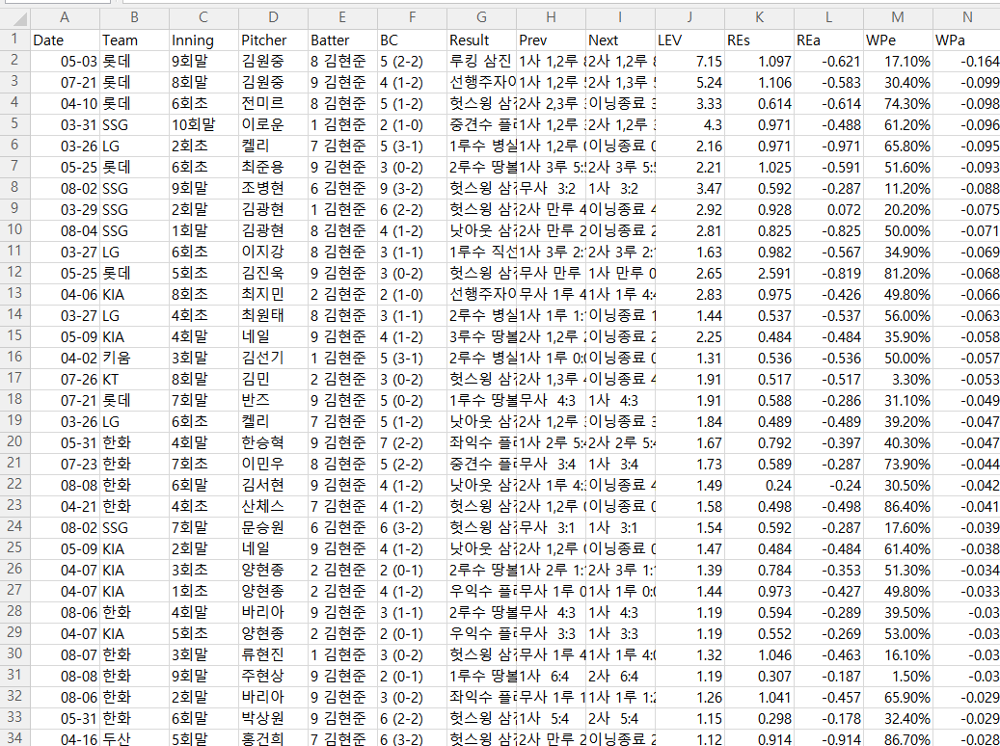 A B C D E F G H I J K L M N
1 Date Team Inning Pitcher Batter BC Result Prev Next LEV REs REa WPe WPa
2 05-03 롯데 9회말 김원중 8 김현준 5 (2-2) 루킹 삼진 1사 1,2루 2사 1,2루 7.15 1.097 -0.621 17.10% -0.164
3 07-21 롯데 8회말 김원중 9 김현준 4 (1-2) 선행주자 1사 1,2루 2사 1,3루 5.24 1.106 -0.583 30.40% -0.099
4 04-10 롯데 6회초 전미르 8 김현준 5 (1-2) 헛스윙 삼진 2사 2,3루 이닝종료 3.33 0.614 -0.614 74.30% -0.098
5 03-31 SSG 10회말 이로운 1 김현준 2 (1-0) 중견수 플라 1사 1,2루 2사 1,2루 4.3 0.971 -0.488 61.20% -0.096
6 03-26 LG 2회초 켈리 7 김현준 5 (3-1) 1루수 병살 1사 1,2루 이닝종료 0 2.16 0.971 -0.971 65.80% -0.095
7 05-25 롯데 6회초 최준용 9 김현준 3 (0-2) 2루수 땅볼 1사 3루 5:5 2사 3루 5:5 2.21 1.025 -0.591 51.60% -0.093
8 08-02 SSG 9회말 조병현 6 김현준 9 (3-2) 헛스윙 삼진 무사 3:2 1사 3:2 3.47 0.592 -0.287 11.20% -0.088
9 03-29 SSG 2회말 김광현 1 김현준 6 (2-2) 헛스윙 삼진 2사 만루 4 이닝종료 4 2.92 0.928 0.072 20.20% -0.075
10 08-04 SSG 1회말 김광현 8 김현준 4 (1-2) 낫아웃 삼진 2사 만루 2 이닝종료 2 2.81 0.825 -0.825 50.00% -0.071
11 03-27 LG 6회초 이지강 8 김현준 3 (1-1) 1루수 직선 1사 3루 2: 2사 3루 2: 1.63 0.982 -0.567 34.90% -0.069
12 05-25 롯데 5회초 김진욱 9 김현준 3 (0-2) 헛스윙 삼진 무사 만루 1사 만루 0 2.65 2.591 -0.819 81.20% -0.068
13 04-06 KIA 8회초 최지민 2 김현준 2 (1-0) 선행주자 무사 1루 4 1사 1루 4:4 2.83 0.975 -0.426 49.80% -0.066
14 03-27 LG 4회초 최원태 8 김현준 3 (1-1) 2루수 병살 1사 1루 1: 이닝종료 1 1.44 0.537 -0.537 56.00% -0.063
15 05-09 KIA 4회말 네일 9 김현준 4 (1-2) 3루수 땅볼 2사 1,2루 이닝종료 2 2.25 0.484 -0.484 35.90% -0.058
16 04-02 키움 3회말 김선기 1 김현준 5 (3-1) 2루수 병살 1사 1루 0: 이닝종료 0 1.31 0.536 -0.536 50.00% -0.057
17 07-26 KT 8회말 김민 2 김현준 3 (0-2) 헛스윙 삼진 2사 1,3루 이닝종료 4 1.91 0.517 -0.517 3.30% -0.053
18 07-21 롯데 7회말 반즈 9 김현준 5 (0-2) 1루수 땅볼 무사 4:3 1사 4:3 1.91 0.588 -0.286 31.10% -0.049
19 03-26 LG 6회초 켈리 7 김현준 5 (1-2) 낫아웃 삼진 2사 1,2루 이닝종료 3 1.84 0.489 -0.489 39.20% -0.047
20 05-31 한화 4회말 한승혁 9 김현준 7 (2-2) 좌익수 플라 1사 2루 5:4 2사 2루 5:4 1.67 0.792 -0.397 40.30% -0.047
21 07-23 한화 7회초 이민우 8 김현준 5 (2-2) 중견수 플라 무사 3:4 1사 3:4 1.73 0.589 -0.287 73.90% -0.044
22 08-08 한화 6회말 김서현 9 김현준 4 (1-2) 낫아웃 삼진 2사 1루 4: 이닝종료 4 1.49 0.24 -0.24 30.50% -0.042
23 04-21 한화 4회초 산체스 7 김현준 4 (1-2) 헛스윙 삼진 2사 1,2루 이닝종료 0 1.58 0.498 -0.498 86.40% -0.041
24 08-02 SSG 7회말 문승원 6 김현준 6 (3-2) 헛스윙 삼진 무사 3:1 1사 3:1 1.54 0.592 -0.287 17.60% -0.039
25 05-09 KIA 2회말 네일 9 김현준 4 (1-2) 낫아웃 삼진 2사 1,2루 이닝종료 0 1.47 0.484 -0.484 61.40% -0.038
26 04-07 KIA 3회초 양현종 2 김현준 2 (0-1) 2루수 땅볼 1사 2루 1: 2사 3루 1: 1.39 0.784 -0.353 51.30% -0.034
27 04-07 KIA 1회초 양현종 2 김현준 4 (1-2) 우익수 플라 무사 1루 0 1사 1루 0: 1.44 0.973 -0.427 49.80% -0.033
28 08-06 한화 4회말 바리아 9 김현준 3 (1-1) 2루수 땅볼 무사 4:3 1사 4:3 1.19 0.594 -0.289 39.50% -0.03
29 04-07 KIA 5회초 양현종 2 김현준 2 (0-1) 우익수 플라 무사 3:3 1사 3:3 1.19 0.552 -0.269 53.00% -0.03
30 08-07 한화 3회말 류현진 1 김현준 3 (0-2) 헛스윙 삼진 무사 1루 4 1사 1루 4:0 1.32 1.046 -0.463 16.10% -0.03
31 08-08 한화 9회말 주현상 9 김현준 2 (0-1) 1루수 땅볼 1사 6:4 2사 6:4 1.19 0.307 -0.187 1.50% -0.03
32 08-06 한화 2회말 바리아 9 김현준 3 (0-2) 좌익수 플라 무사 1루 1 1사 1루 1:2 1.26 1.041 -0.457 65.90% -0.029
33 05-31 한화 6회말 박상원 9 김현준 6 (2-2) 헛스윙 삼진 1사 5:4 2사 5:4 1.15 0.298 -0.178 32.40% -0.029
34 04-16 두산 5회말 홍건희 7 김현준 6 (3-2) 헛스윙 삼진 2사 만루 2 이닝종료 2 1.12 0.914 -0.914 86.70% -0.028